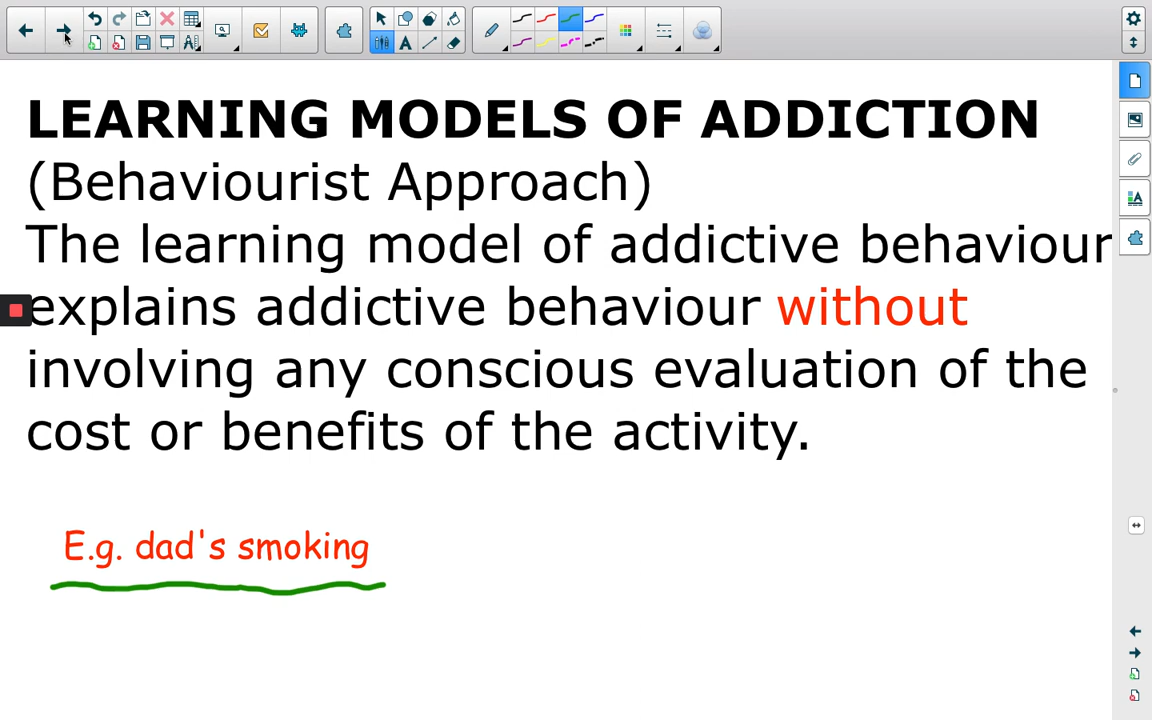 LEARNING MODELS OF ADDICTION
(Behaviourist Approach)
The learning model of addictive behaviour
explains addictive behaviour without
involving any conscious evaluation of the
cost or benefits of the activity.
E.g. dad's smoking